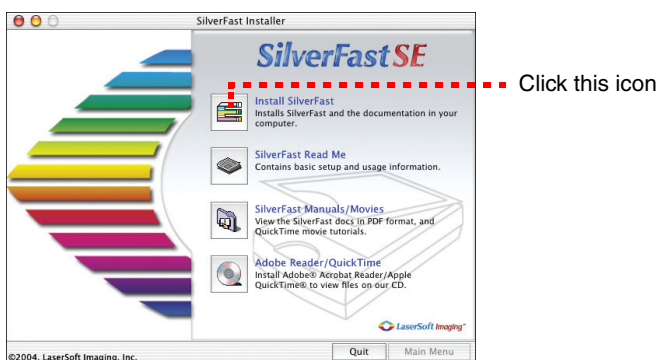 SilverFast Installer
SilverFast SE
Click this icon
Install SilverFast
Installs SilverFast and the documentation in your
computer.
SilverFast Read Me
Contains basic setup and usage information.
SilverFast Manuals/Movies
View the SilverFast docs in PDF format, and
QuickTime movie tutorials.
Adobe Reader/QuickTime
Install Adobe® Acrobat Reader/Apple
QuickTime® to view files on our CD.
LaserSoft Imaging™
©2004, LaserSoft Imaging, Inc.
Quit
Main Menu